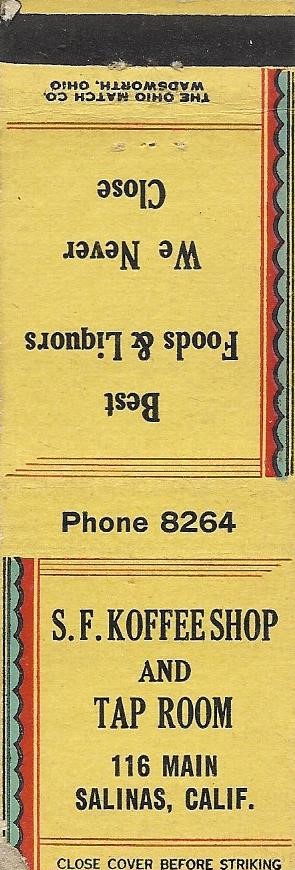 THE OHIO MATCH CO.
WADSWORTH, OHIO
Best
Foods & Liquors
We Never
Close
Phone 8264
S. F. KOFFEE SHOP
AND
TAP ROOM
116 MAIN
SALINAS, CALIF.
CLOSE COVER BEFORE STRIKING